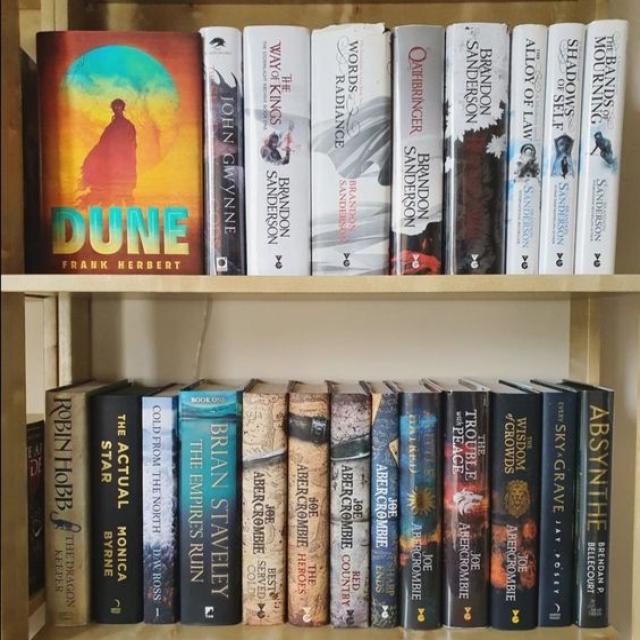 DUNE
FRANK HERBERT
JOHN GWYNNE
THE
WAY OF KINGS
BRANDON
SANDERSON
WORDS
OF
RADIANCE
BRANDON
SANDERSON
OATHBRINGER
BRANDON
SANDERSON
BRANDON
SANDERSON
THE
ALLOY OF LAW
SANDERSON
SHADOWS
OF SELF
SANDERSON
THE BANDS OF
MOURNING
SANDERSON
ROBIN HOBB
THE DRAGON
KEEPER
THE ACTUAL
STAR
MONICA
BYRNE
COLD FROM THE NORTH
D.W. ROSS
1
BOOK ONE
BRIAN STAVELEY
THE EMPIRE'S RUIN
JOE
ABERCROMBIE
BEST
SERVED
COLD
JOE
ABERCROMBIE
THE
HEROES
JOE
ABERCROMBIE
RED
COUNTRY
JOE
ABERCROMBIE
SHARP
ENDS
JOE
ABERCROMBIE
THE
TROUBLE
with PEACE
JOE
ABERCROMBIE
THE
WISDOM
of CROWDS
JOE
ABERCROMBIE
EVERY SKY A GRAVE
JAY POSEY
ABSYNTHE
BRENDAN P.
BELLECOURT